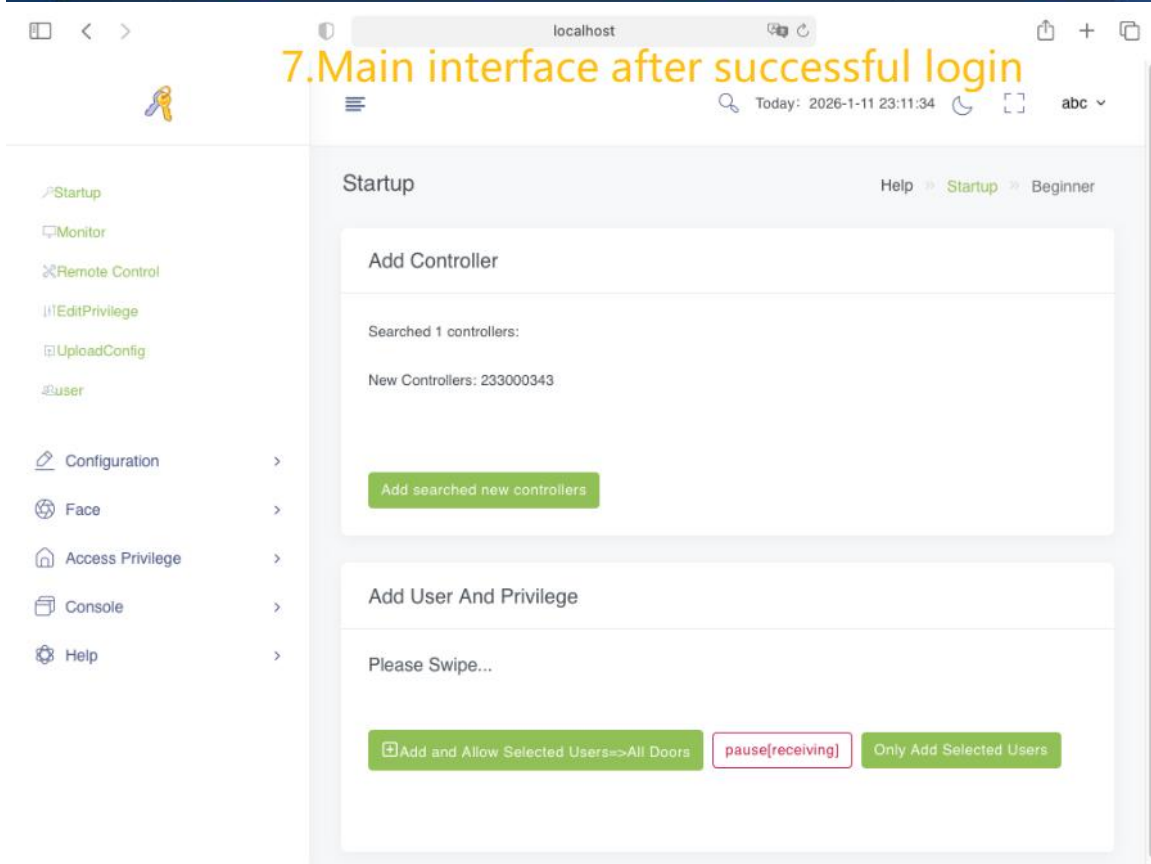 localhost
7.Main interface after successful login
Today: 2026-1-11 23:11:34
abc
Startup
Monitor
Remote Control
EditPrivilege
UploadConfig
user
Configuration
Face
Access Privilege
Console
Help
Startup
Help » Startup » Beginner
Add Controller
Searched 1 controllers:
New Controllers: 233000343
Add searched new controllers
Add User And Privilege
Please Swipe...
Add and Allow Selected Users=>All Doors
pause[receiving]
Only Add Selected Users